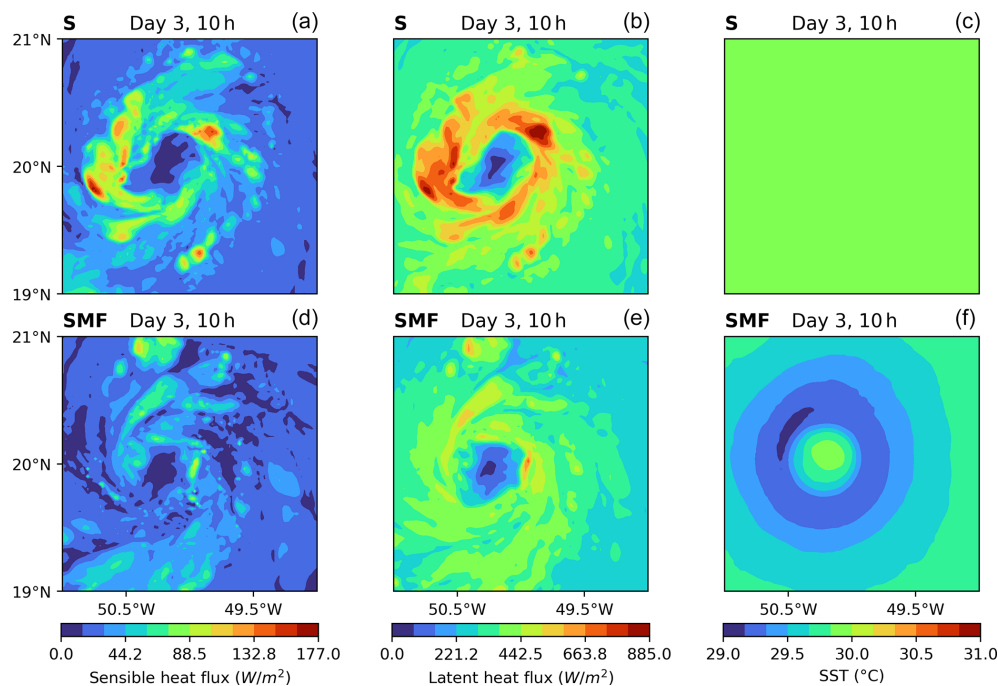 S Day 3, 10 h (a) S Day 3, 10 h (b) S Day 3, 10 h (c)
21°N
20°N
19°N
SMF Day 3, 10 h (d) SMF Day 3, 10 h (e) SMF Day 3, 10 h (f)
21°N
20°N
19°N
50.5°W 49.5°W 50.5°W 49.5°W 50.5°W 49.5°W
0.0 44.2 88.5 132.8 177.0 0.0 221.2 442.5 663.8 885.0 29.0 29.5 30.0 30.5 31.0
Sensible heat flux (W/m²) Latent heat flux (W/m²) SST (°C)